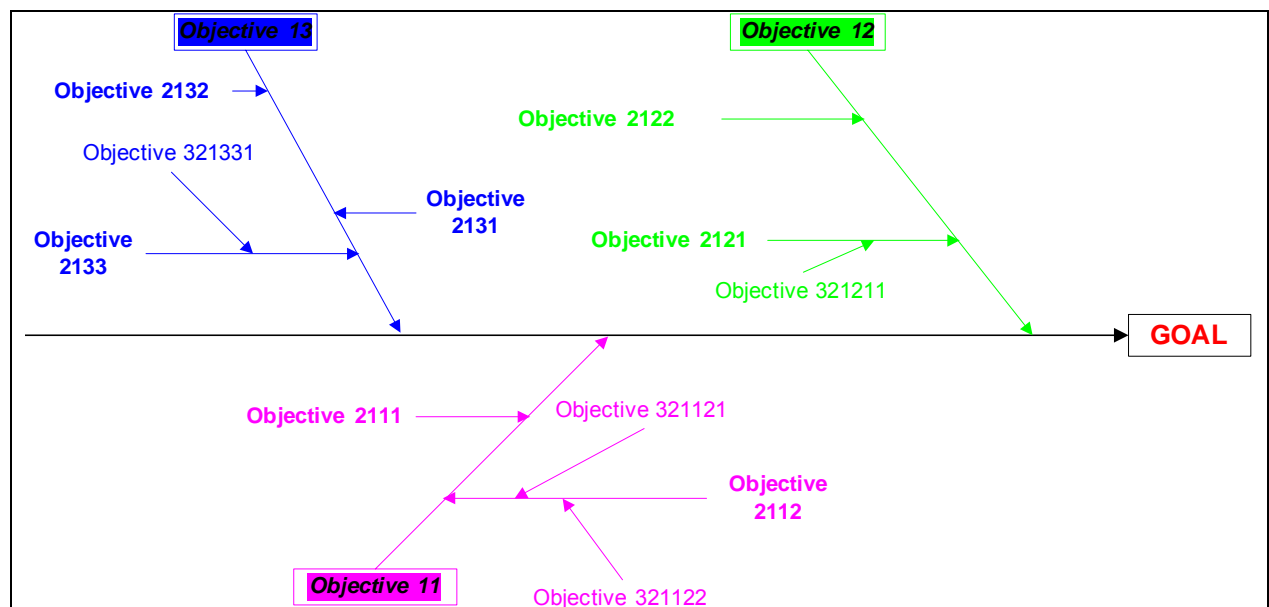 Objective 13
Objective 12
Objective 2132
Objective 2122
Objective 321331
Objective
2131
Objective
2133
Objective 2121
Objective 321211
GOAL
Objective 2111
Objective 321121
Objective
2112
Objective 11
Objective 321122